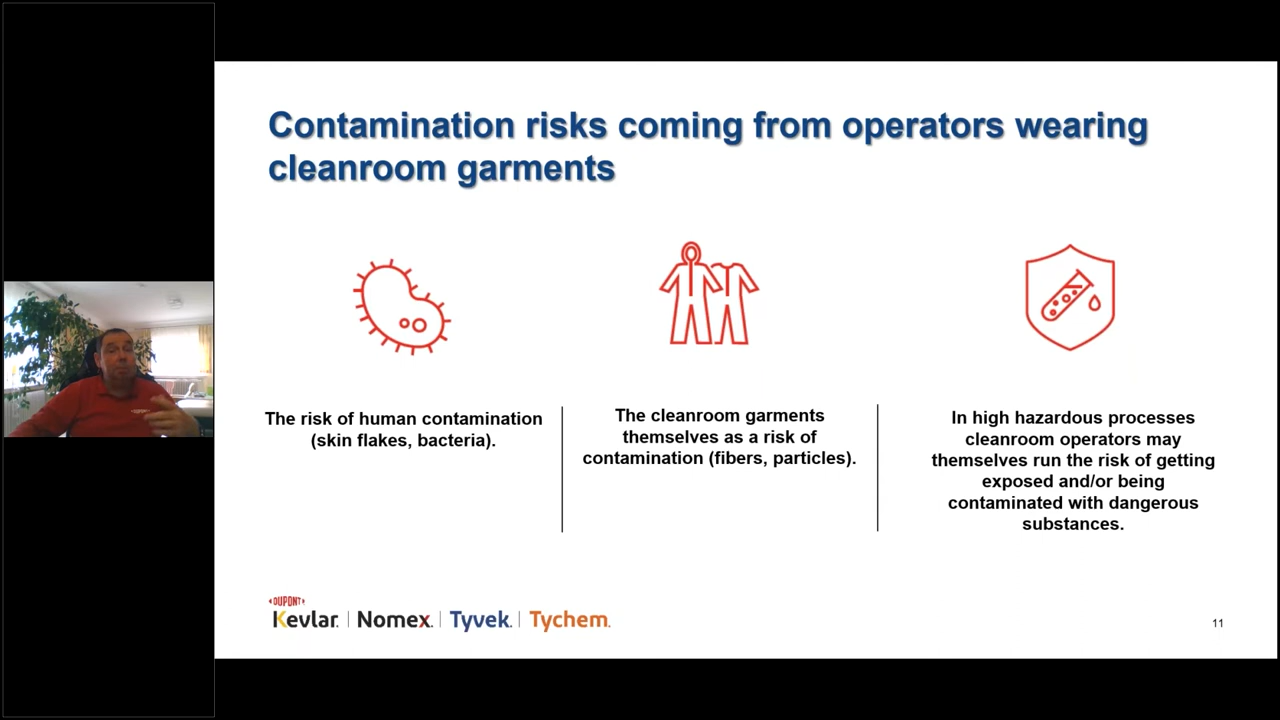 Contamination risks coming from operators wearing
cleanroom garments
The risk of human contamination
(skin flakes, bacteria).
The cleanroom garments
themselves as a risk of
contamination (fibers, particles).
In high hazardous processes
cleanroom operators may
themselves run the risk of getting
exposed and/or being
contaminated with dangerous
substances.
DUPONT
Kevlar. | Nomex. | Tyvek. | Tychem.
11